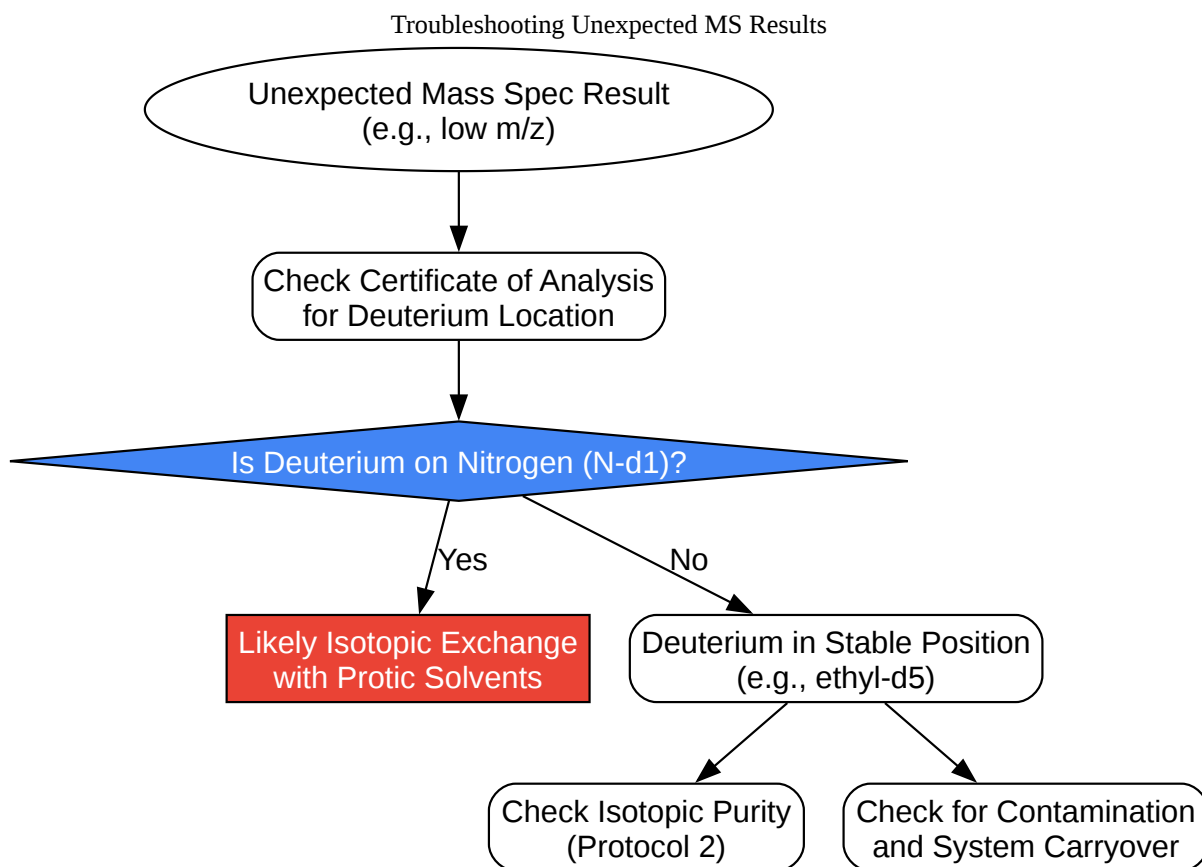 Troubleshooting Unexpected MS Results
Unexpected Mass Spec Result
(e.g., low m/z)
Check Certificate of Analysis
for Deuterium Location
Is Deuterium on Nitrogen (N-d1)?
Yes
No
Likely Isotopic Exchange
with Protic Solvents
Deuterium in Stable Position
(e.g., ethyl-d5)
Check Isotopic Purity
(Protocol 2)
Check for Contamination
and System Carryover